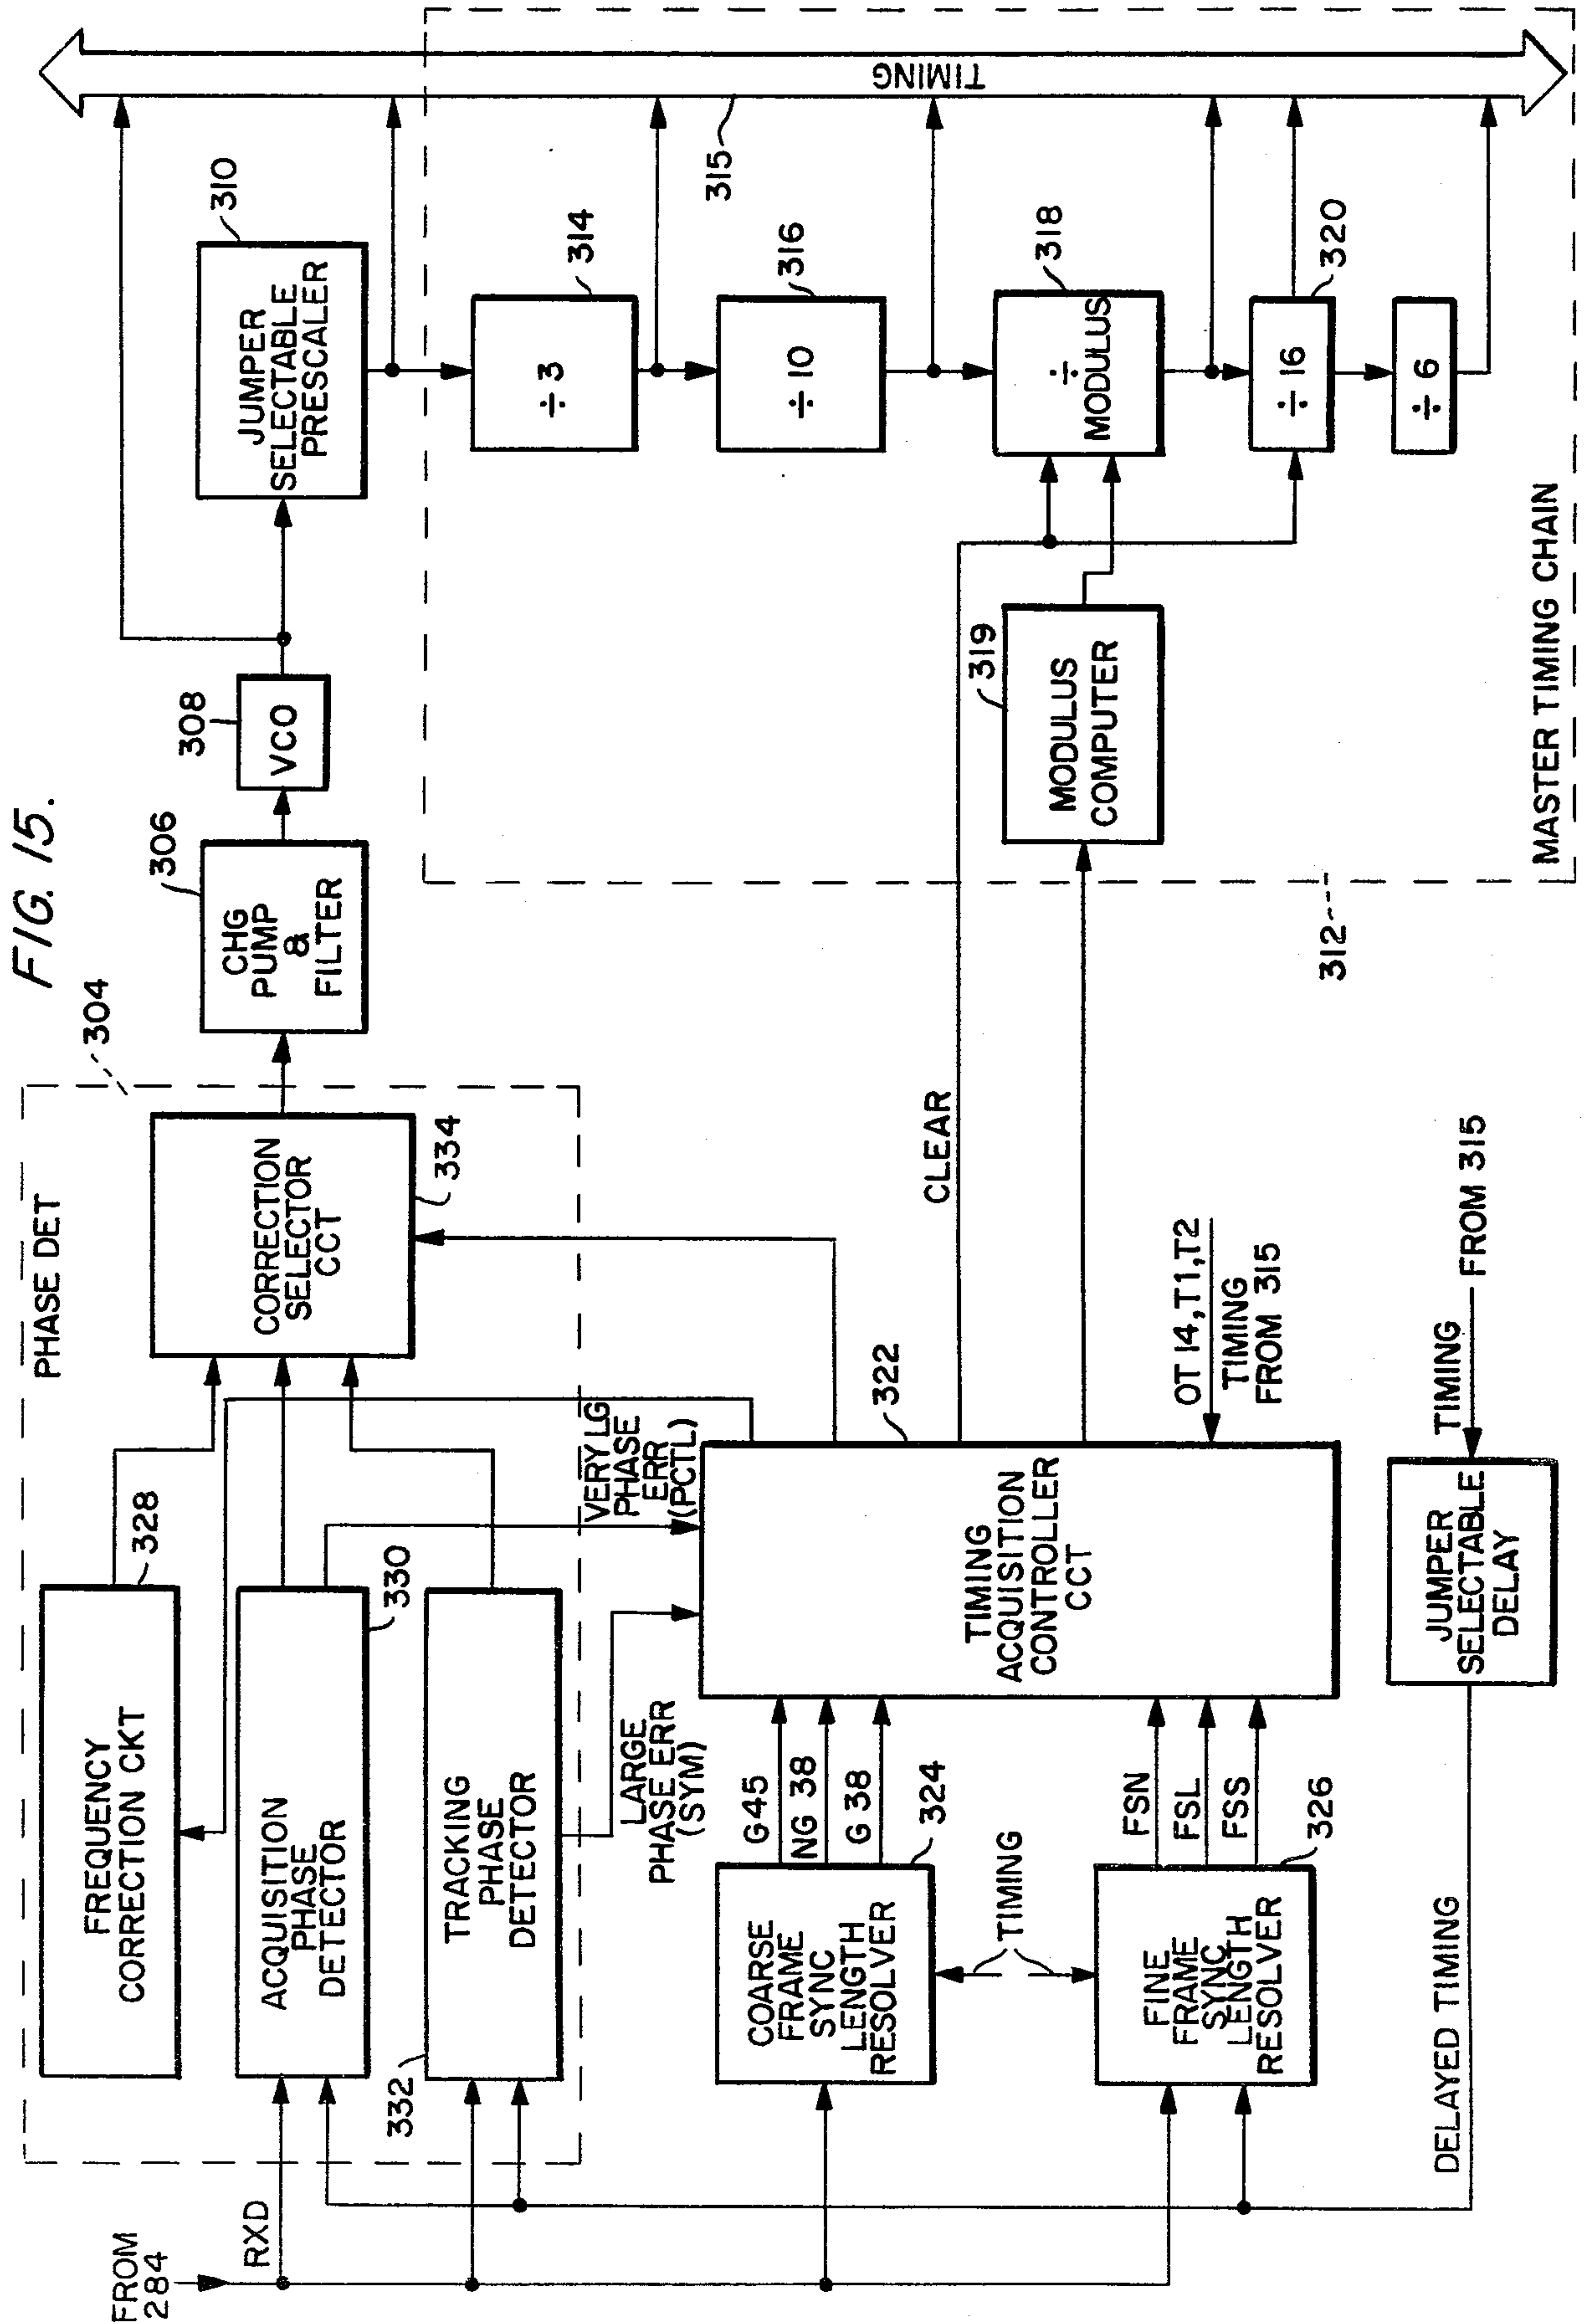 FIG. 15.
PHASE DET
304
FREQUENCY
CORRECTION CKT
328
ACQUISITION
PHASE
DETECTOR
330
TRACKING
PHASE
DETECTOR
332
CORRECTION
SELECTOR
CCT
334
CHG
PUMP
&
FILTER
306
VCO
308
JUMPER
SELECTABLE
PRESCALER
310
FROM
284
RXD
LARGE
PHASE ERR
(SYM)
VERY LG
PHASE
ERR
(PCTL)
COARSE
FRAME
SYNC
LENGTH
RESOLVER
324
G45
NG 38
G 38
TIMING
FINE
FRAME
SYNC
LENGTH
RESOLVER
326
FSN
FSL
FSS
TIMING
ACQUISITION
CONTROLLER
CCT
322
OT 14, T1, T2
TIMING
FROM 315
CLEAR
DELAYED TIMING
JUMPER
SELECTABLE
DELAY
TIMING
FROM 315
MODULUS
COMPUTER
319
÷ 3
314
÷ 10
316
÷
MODULUS
318
÷ 16
320
÷ 6
TIMING
315
312
MASTER TIMING CHAIN